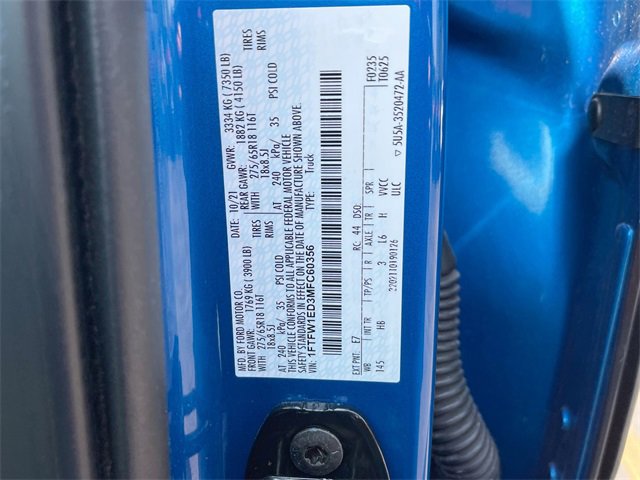 MFD. BY FORD MOTOR CO. DATE: 10/21 GVWR: 3334 KG ( 7350 LB)
FRONT GAWR: 1769 KG (3900 LB) REAR GAWR: 1882 KG ( 4150 LB)
WITH TIRES WITH TIRES
275/65R18 116T 275/65R18 116T
18x8.5J RIMS 18x8.5J RIMS
AT 240 kPa/ 35 PSI COLD AT 240 kPa/ 35 PSI COLD
THIS VEHICLE CONFORMS TO ALL APPLICABLE FEDERAL MOTOR VEHICLE
SAFETY STANDARDS IN EFFECT ON THE DATE OF MANUFACTURE SHOWN ABOVE.
VIN: 1FTFW1ED3MFC60356 TYPE: Truck
F0235
T0625
EXT PNT: E7 RC: 44 DSO:
WB INT TR TP/PS R AXLE TR SPR
145 HB 3 L6 H VVCC
ULC
2202110190126
▽ 5U5A-3520472-AA